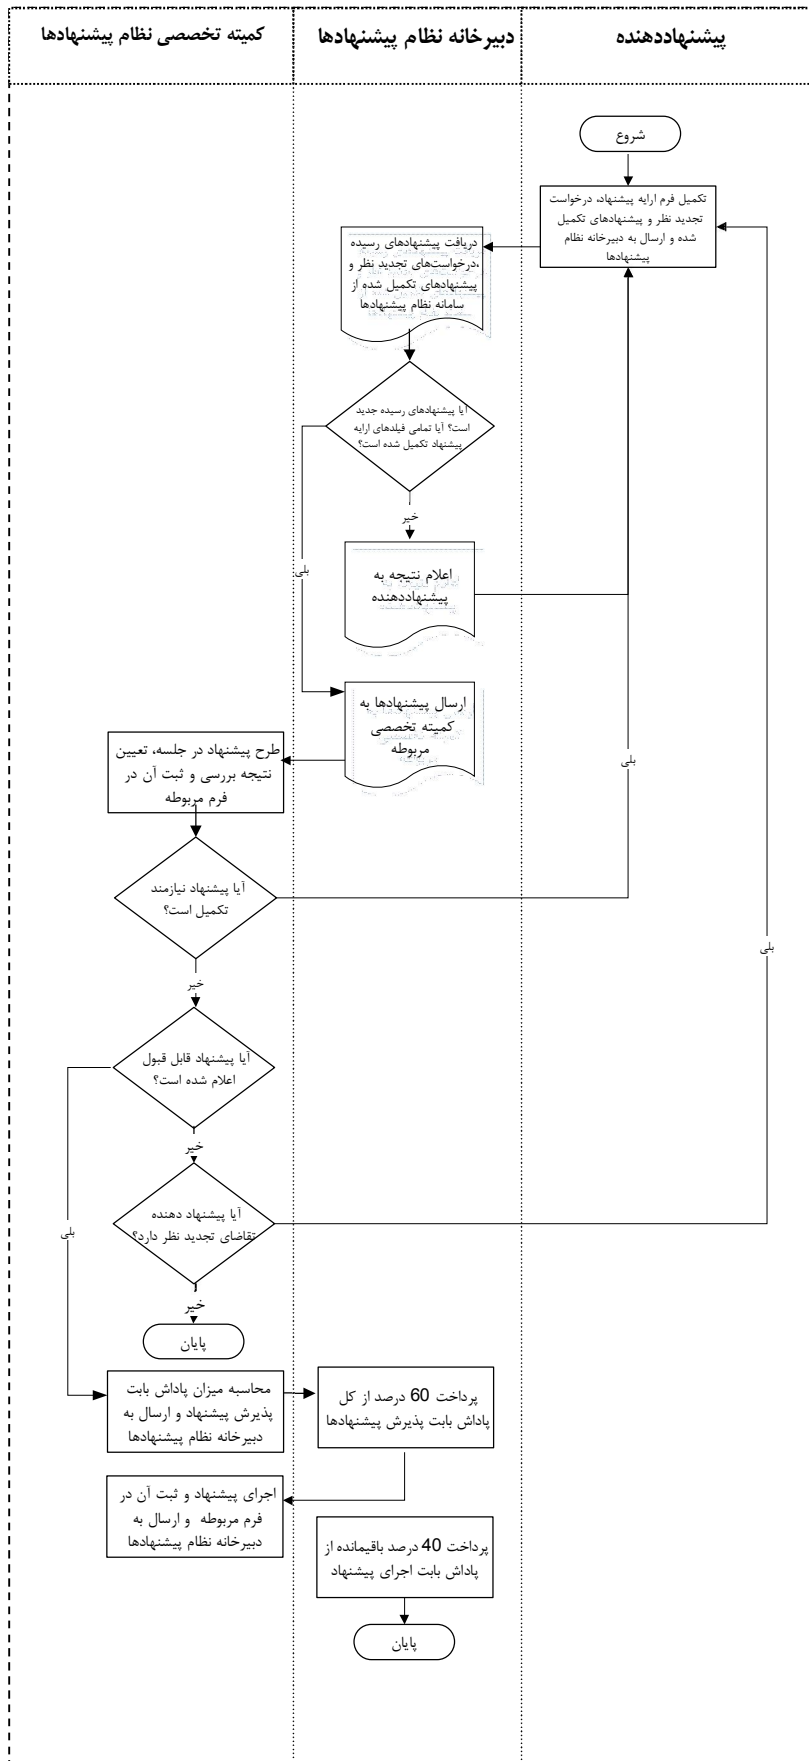 پیشنهاددهنده
دبیرخانه نظام پیشنهادها
کمیته تخصصی نظام پیشنهادها
شروع
تکمیل فرم ارایه پیشنهاد، درخواست
تجدید نظر و پیشنهادهای تکمیل
شده و ارسال به دبیرخانه نظام
پیشنهادها
دریافت پیشنهادهای رسیده
،درخواست‌های تجدید نظر و
پیشنهادهای تکمیل شده از
سامانه نظام پیشنهادها
آیا پیشنهادهای رسیده جدید
است؟ آیا تمامی فیلدهای ارایه
پیشنهاد تکمیل شده است؟
خیر
بلی
اعلام نتیجه به
پیشنهاددهنده
ارسال پیشنهادها به
کمیته تخصصی
مربوطه
طرح پیشنهاد در جلسه، تعیین
نتیجه بررسی و ثبت آن در
فرم مربوطه
بلی
آیا پیشنهاد نیازمند
تکمیل است؟
بلی
خیر
آیا پیشنهاد قابل قبول
اعلام شده است؟
خیر
آیا پیشنهاد دهنده
تقاضای تجدید نظر دارد؟
بلی
خیر
پایان
محاسبه میزان پاداش بابت
پذیرش پیشنهاد و ارسال به
دبیرخانه نظام پیشنهادها
پرداخت 60 درصد از کل
پاداش بابت پذیرش پیشنهادها
اجرای پیشنهاد و ثبت آن در
فرم مربوطه و ارسال به
دبیرخانه نظام پیشنهادها
پرداخت 40 درصد باقیمانده از
پاداش بابت اجرای پیشنهاد
پایان